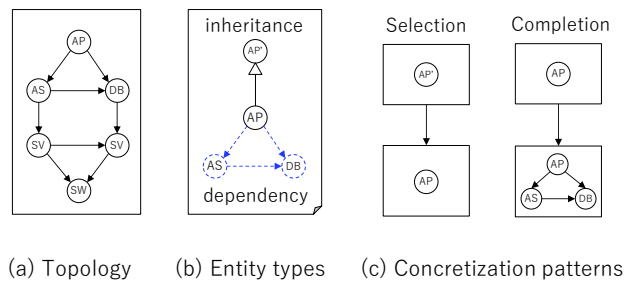 AP
AS
DB
SV
SV
SW
(a) Topology
inheritance
AP'
AP
AS
DB
dependency
(b) Entity types
Selection
AP'
AP
Completion
AP
AP
AS
DB
(c) Concretization patterns